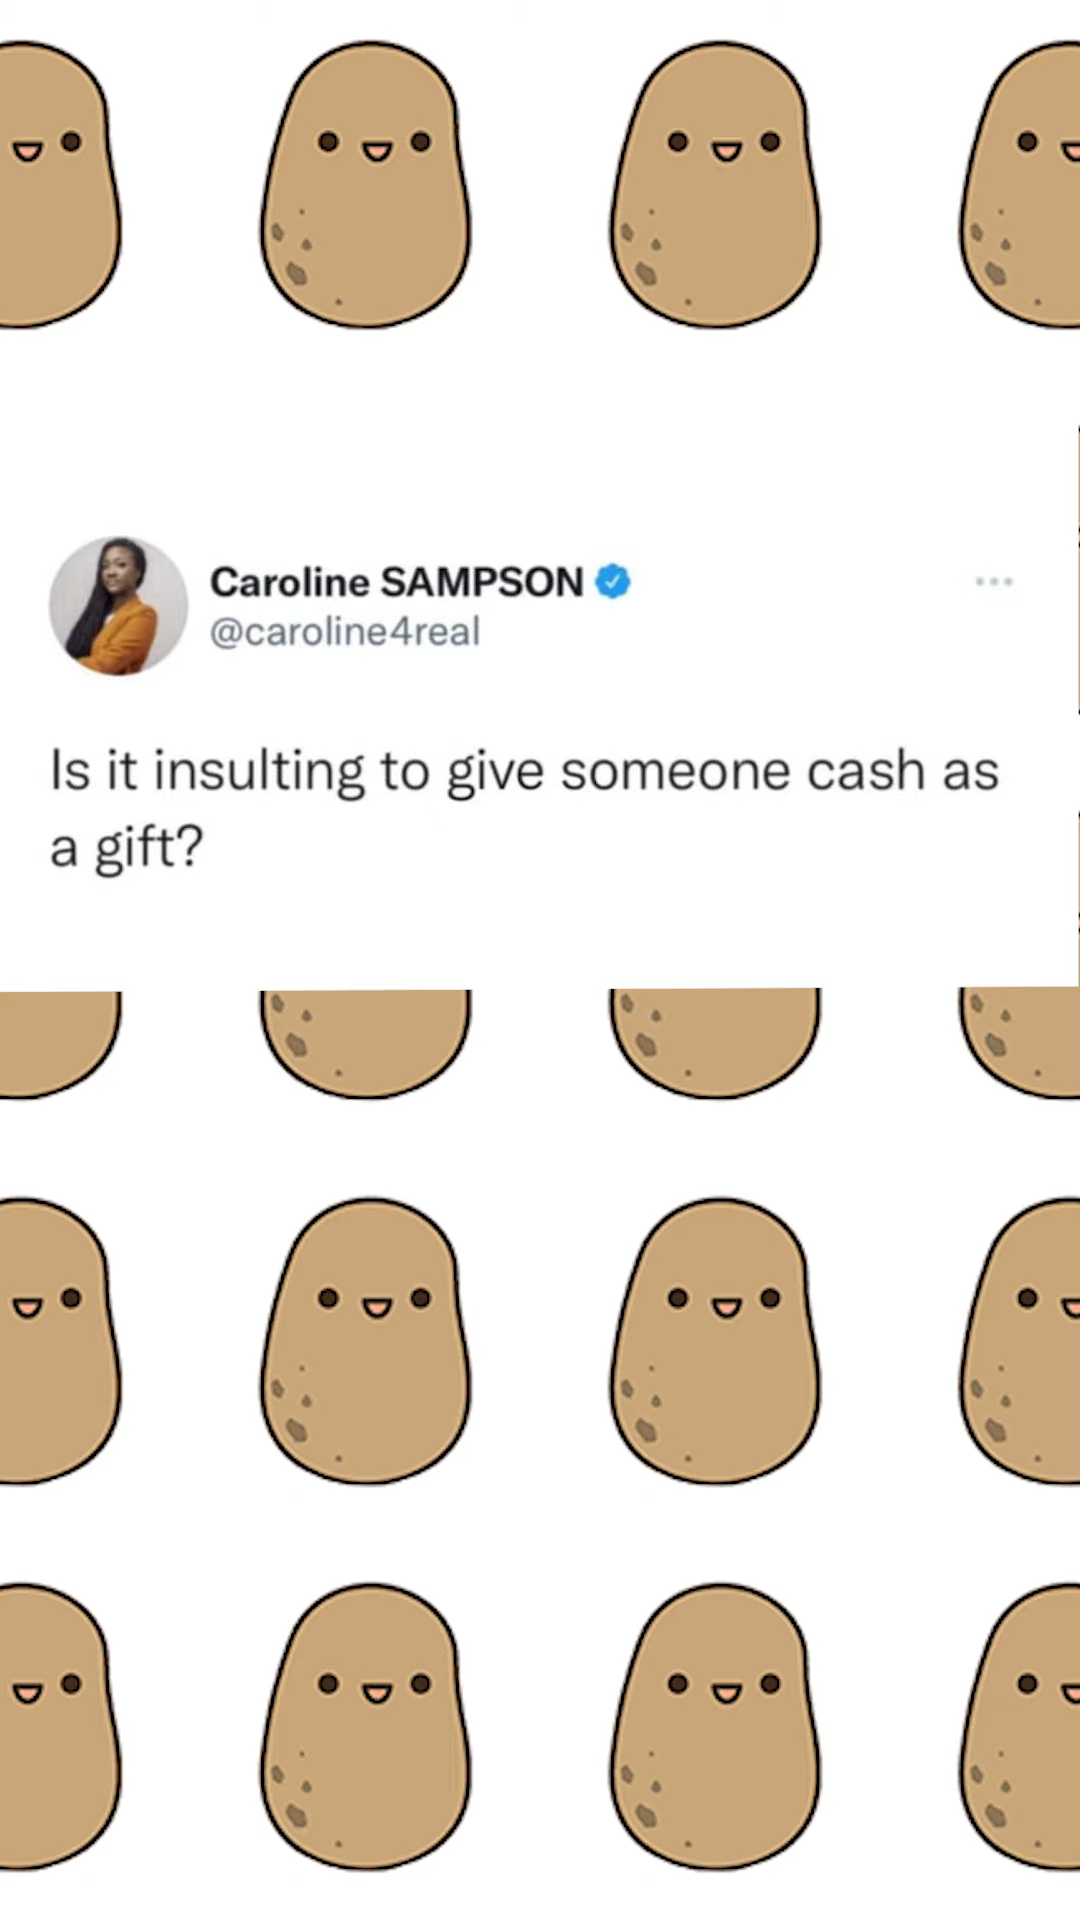 Caroline SAMPSON
@caroline4real
Is it insulting to give someone cash as
a gift?